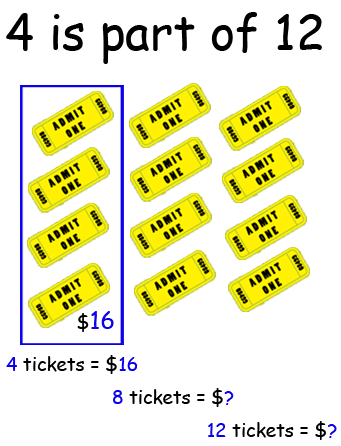 4 is part of 12
ADMIT ONE
ADMIT ONE
ADMIT ONE
ADMIT ONE
ADMIT ONE
ADMIT ONE
ADMIT ONE
ADMIT ONE
ADMIT ONE
ADMIT ONE
ADMIT ONE
ADMIT ONE
$16
4 tickets = $16
8 tickets = $?
12 tickets = $?